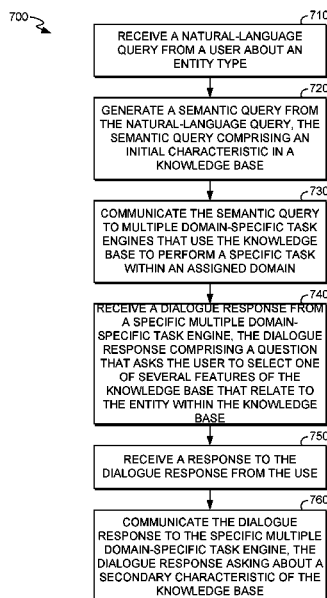 700
710
RECEIVE A NATURAL-LANGUAGE
QUERY FROM A USER ABOUT AN
ENTITY TYPE
720
GENERATE A SEMANTIC QUERY FROM
THE NATURAL-LANGUAGE QUERY, THE
SEMANTIC QUERY COMPRISING AN
INITIAL CHARACTERISTIC IN A
KNOWLEDGE BASE
730
COMMUNICATE THE SEMANTIC QUERY
TO MULTIPLE DOMAIN-SPECIFIC TASK
ENGINES THAT USE THE KNOWLEDGE
BASE TO PERFORM A SPECIFIC TASK
WITHIN AN ASSIGNED DOMAIN
740
RECEIVE A DIALOGUE RESPONSE FROM
A SPECIFIC MULTIPLE DOMAIN-
SPECIFIC TASK ENGINE, THE DIALOGUE
RESPONSE COMPRISING A QUESTION
THAT ASKS THE USER TO SELECT ONE
OF SEVERAL FEATURES OF THE
KNOWLEDGE BASE THAT RELATE TO
THE ENTITY WITHIN THE KNOWLEDGE
BASE
750
RECEIVE A RESPONSE TO THE
DIALOGUE RESPONSE FROM THE USE
760
COMMUNICATE THE DIALOGUE
RESPONSE TO THE SPECIFIC MULTIPLE
DOMAIN-SPECIFIC TASK ENGINE, THE
DIALOGUE RESPONSE ASKING ABOUT A
SECONDARY CHARACTERISTIC OF THE
KNOWLEDGE BASE